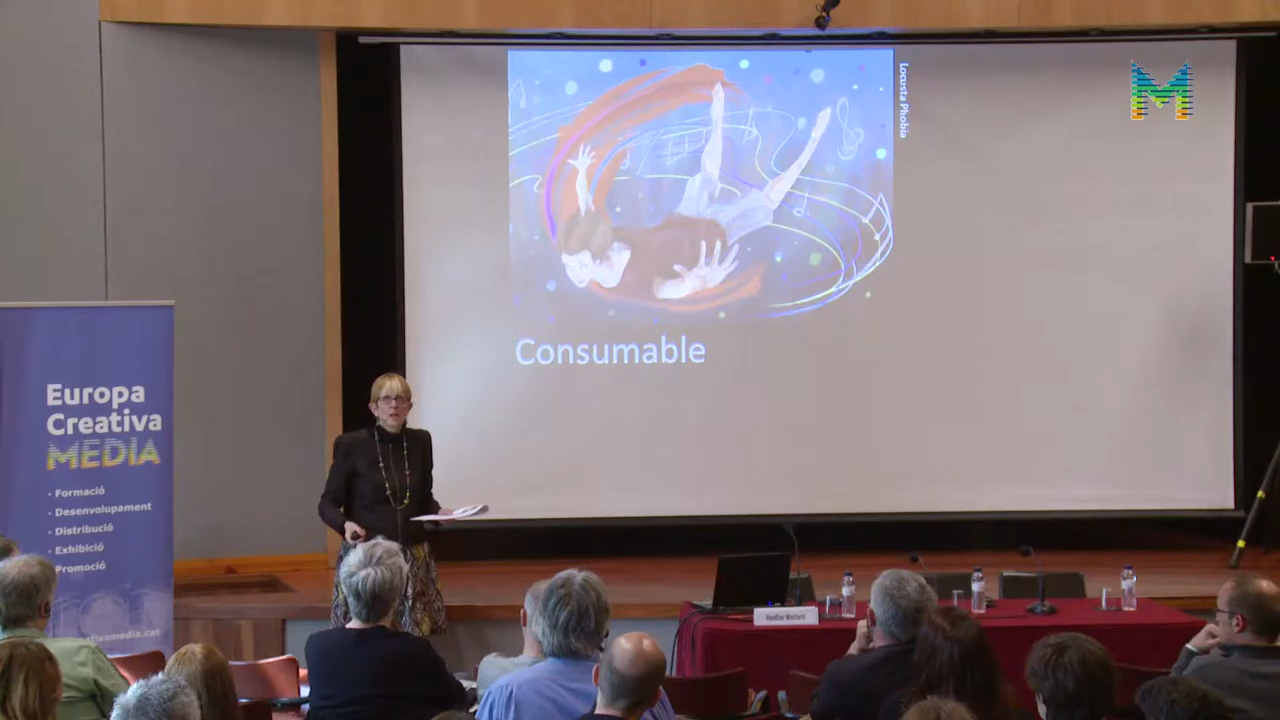 Locusta Phobia
Consumable
Europa
Creativa
MEDIA
· Formació
· Desenvolupament
· Distribució
· Exhibició
· Promoció
M